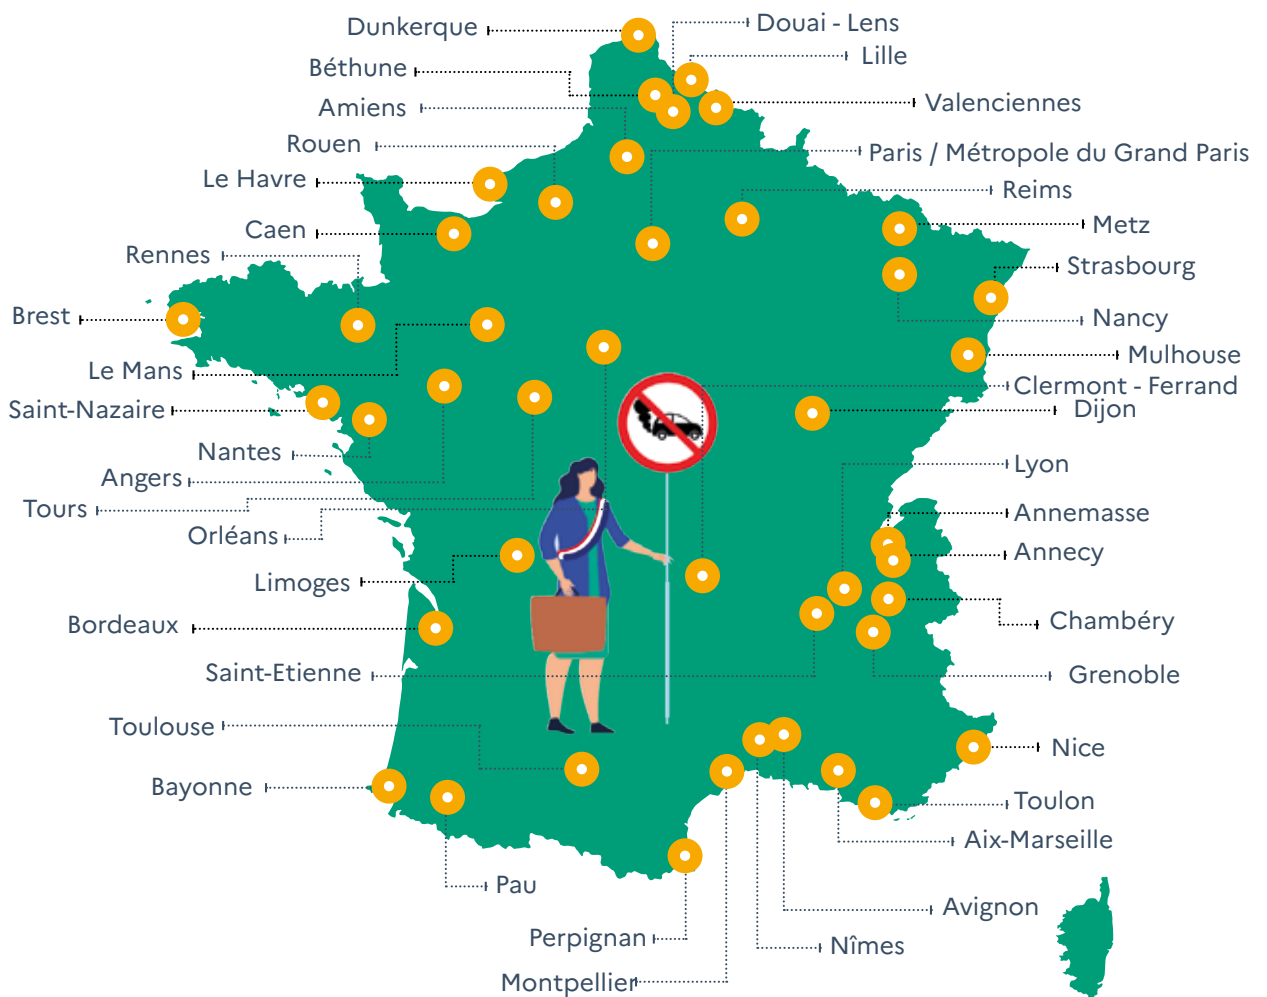 Dunkerque
Douai - Lens
Lille
Béthune
Valenciennes
Amiens
Rouen
Paris / Métropole du Grand Paris
Le Havre
Reims
Caen
Metz
Rennes
Strasbourg
Brest
Nancy
Mulhouse
Le Mans
Clermont - Ferrand
Saint-Nazaire
Dijon
Nantes
Lyon
Angers
Tours
Annemasse
Orléans
Annecy
Limoges
Bordeaux
Chambéry
Saint-Etienne
Grenoble
Toulouse
Nice
Bayonne
Toulon
Aix-Marseille
Pau
Avignon
Perpignan
Nîmes
Montpellier